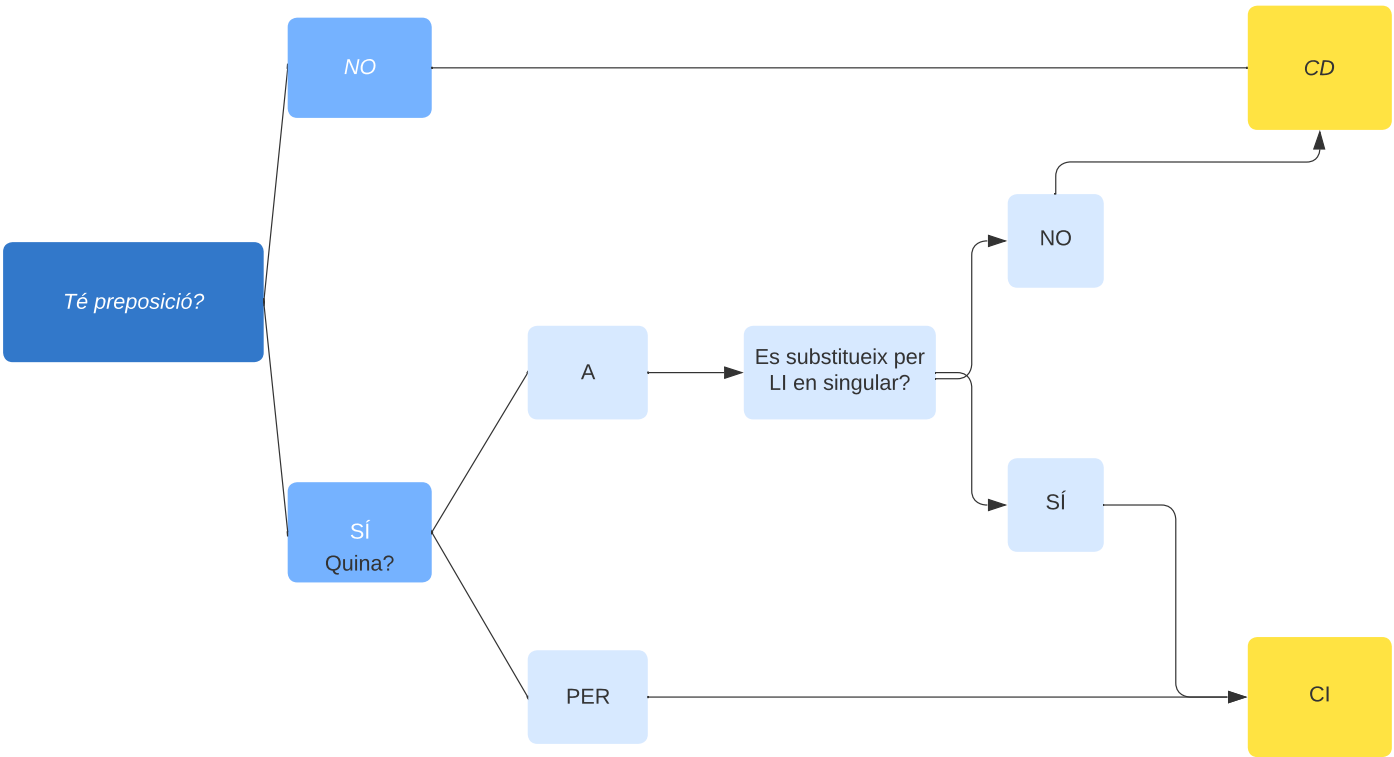 NO
CD
NO
Té preposició?
Es substitueix per
LI en singular?
A
SÍ
SÍ
Quina?
PER
CI